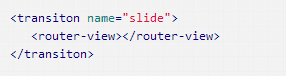 <transiton name="slide">
<router-view></router-view>
</transiton>